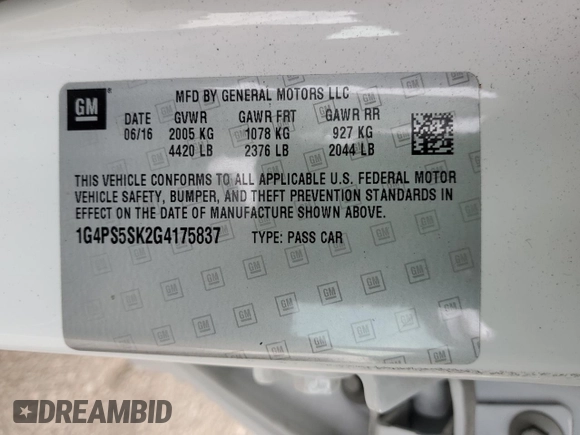 GM
MFD BY GENERAL MOTORS LLC
DATE GVWR GAWR FRT GAWR RR
06/16 2005 KG 1078 KG 927 KG
4420 LB 2376 LB 2044 LB
THIS VEHICLE CONFORMS TO ALL APPLICABLE U.S. FEDERAL MOTOR
VEHICLE SAFETY, BUMPER, AND THEFT PREVENTION STANDARDS IN
EFFECT ON THE DATE OF MANUFACTURE SHOWN ABOVE.
1G4PS5SK2G4175837 TYPE: PASS CAR
DREAMBID